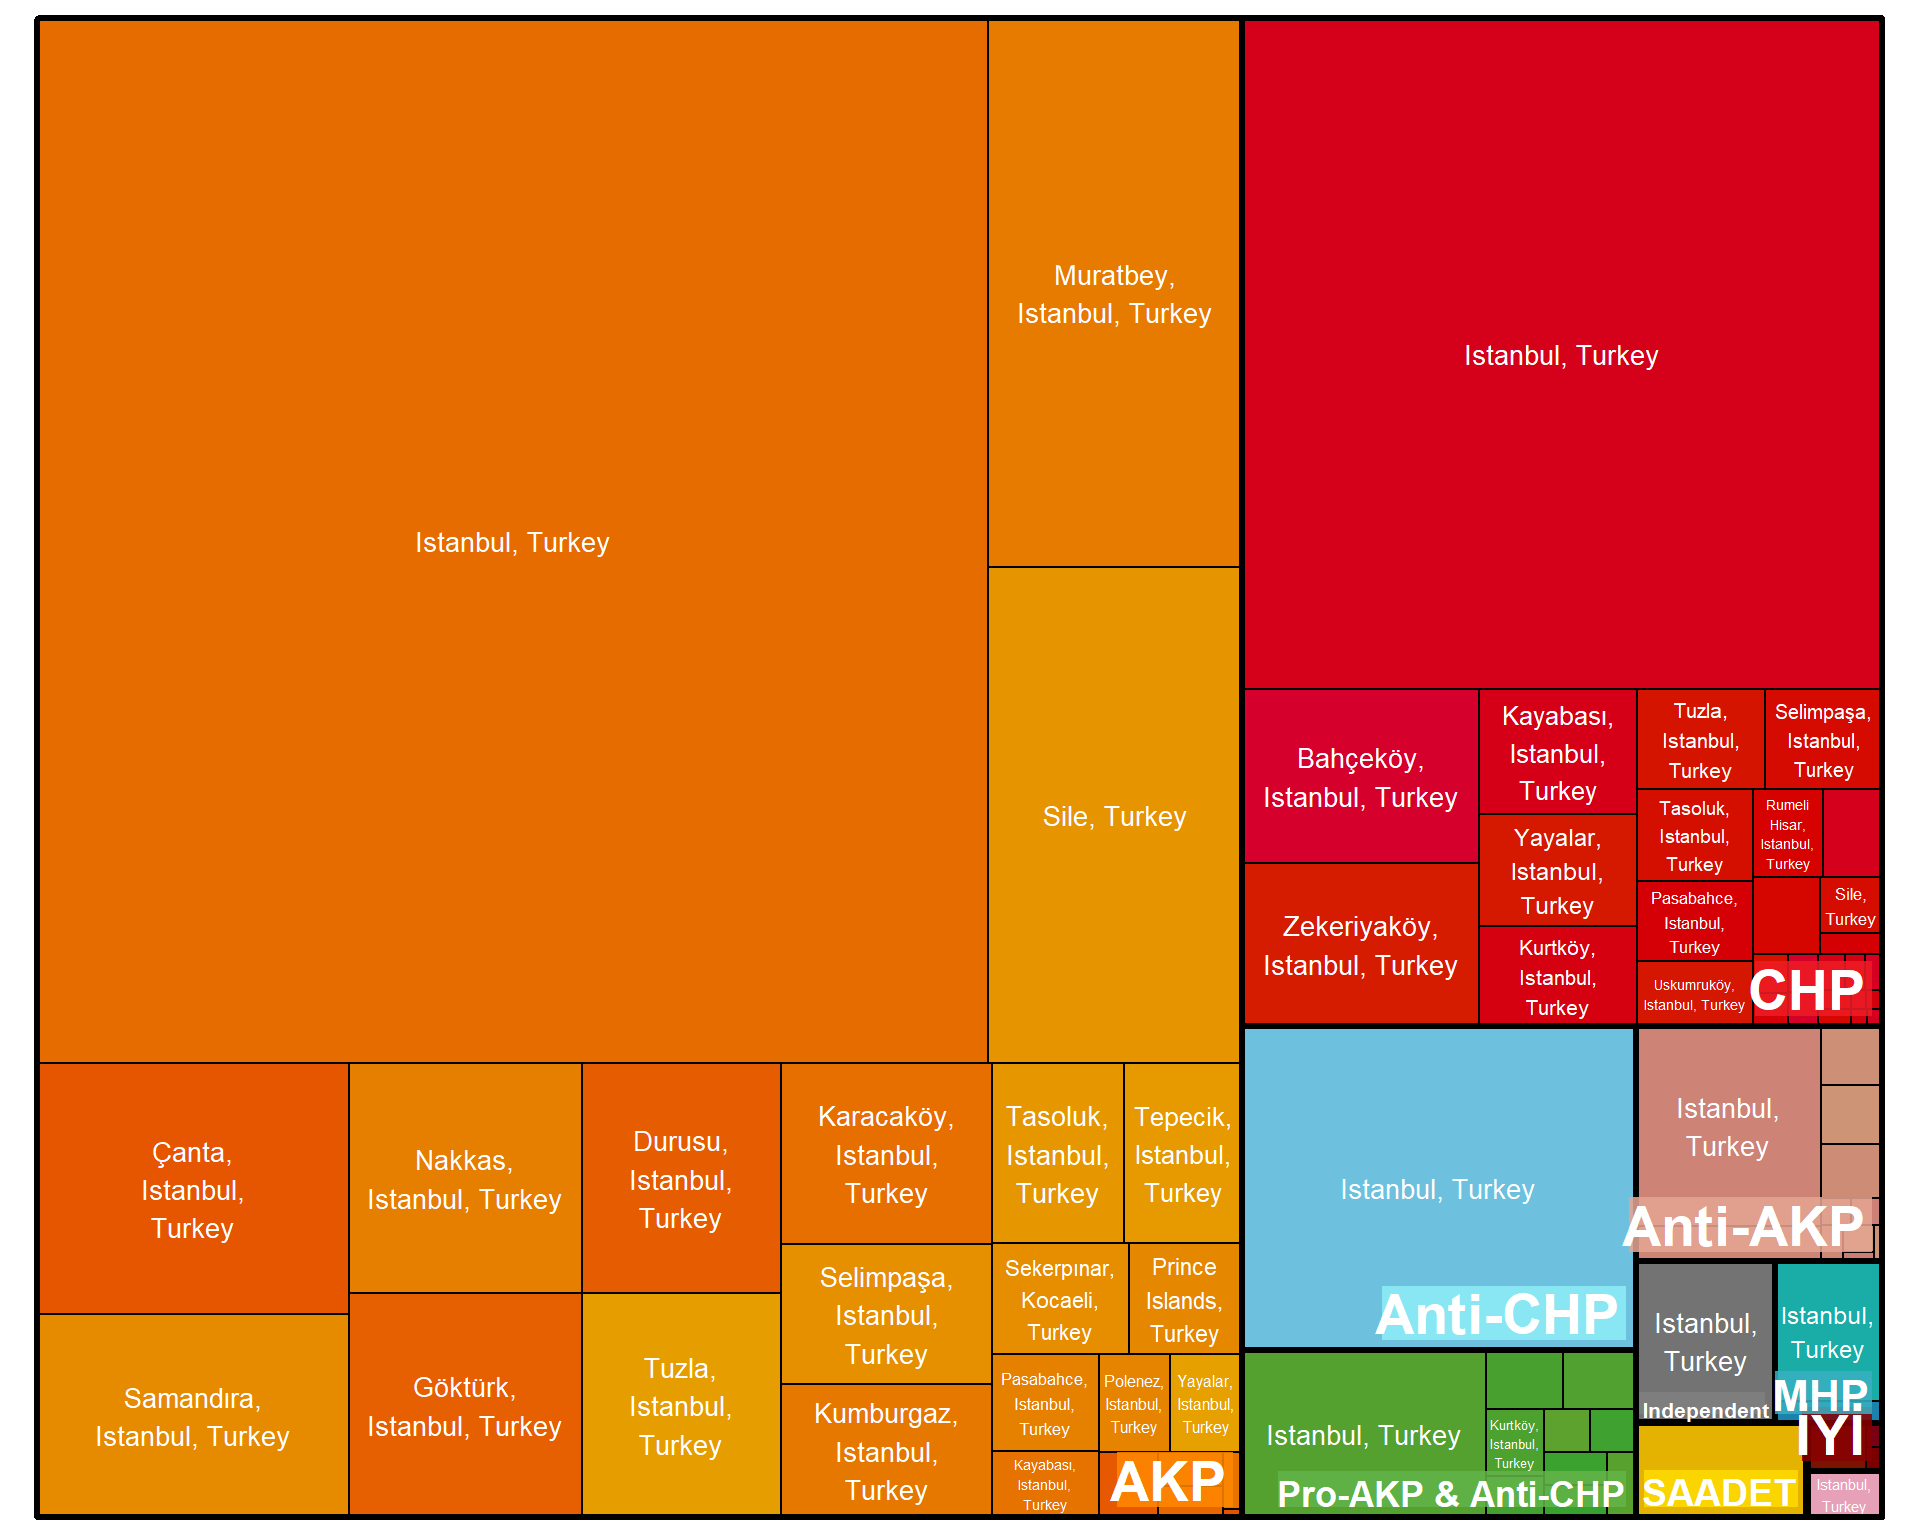 Istanbul, Turkey
Muratbey,
Istanbul, Turkey
Sile, Turkey
Çanta,
Istanbul,
Turkey
Samandıra,
Istanbul, Turkey
Nakkas,
Istanbul, Turkey
Göktürk,
Istanbul, Turkey
Durusu,
Istanbul,
Turkey
Tuzla,
Istanbul,
Turkey
Karacaköy,
Istanbul,
Turkey
Selimpaşa,
Istanbul,
Turkey
Kumburgaz,
Istanbul,
Turkey
Tasoluk,
Istanbul,
Turkey
Tepecik,
Istanbul,
Turkey
Sekerpınar,
Kocaeli,
Turkey
Prince
Islands,
Turkey
Pasabahce,
Istanbul,
Turkey
Polenez,
Istanbul,
Turkey
Yayalar,
Istanbul,
Turkey
Kayabası,
Istanbul,
Turkey
AKP
Istanbul, Turkey
Bahçeköy,
Istanbul, Turkey
Zekeriyaköy,
Istanbul, Turkey
Kayabası,
Istanbul,
Turkey
Yayalar,
Istanbul,
Turkey
Kurtköy,
Istanbul,
Turkey
Tuzla,
Istanbul,
Turkey
Selimpaşa,
Istanbul,
Turkey
Tasoluk,
Istanbul,
Turkey
Rumeli
Hisar,
Istanbul,
Turkey
Pasabahce,
Istanbul,
Turkey
Sile,
Turkey
Uskumruköy,
Istanbul, Turkey
CHP
Istanbul, Turkey
Anti-CHP
Istanbul,
Turkey
Anti-AKP
Istanbul, Turkey
Kurtköy,
Istanbul,
Turkey
Pro-AKP & Anti-CHP
Istanbul,
Turkey
Independent
Istanbul,
Turkey
MHP
IYİ
SAADET
Istanbul,
Turkey